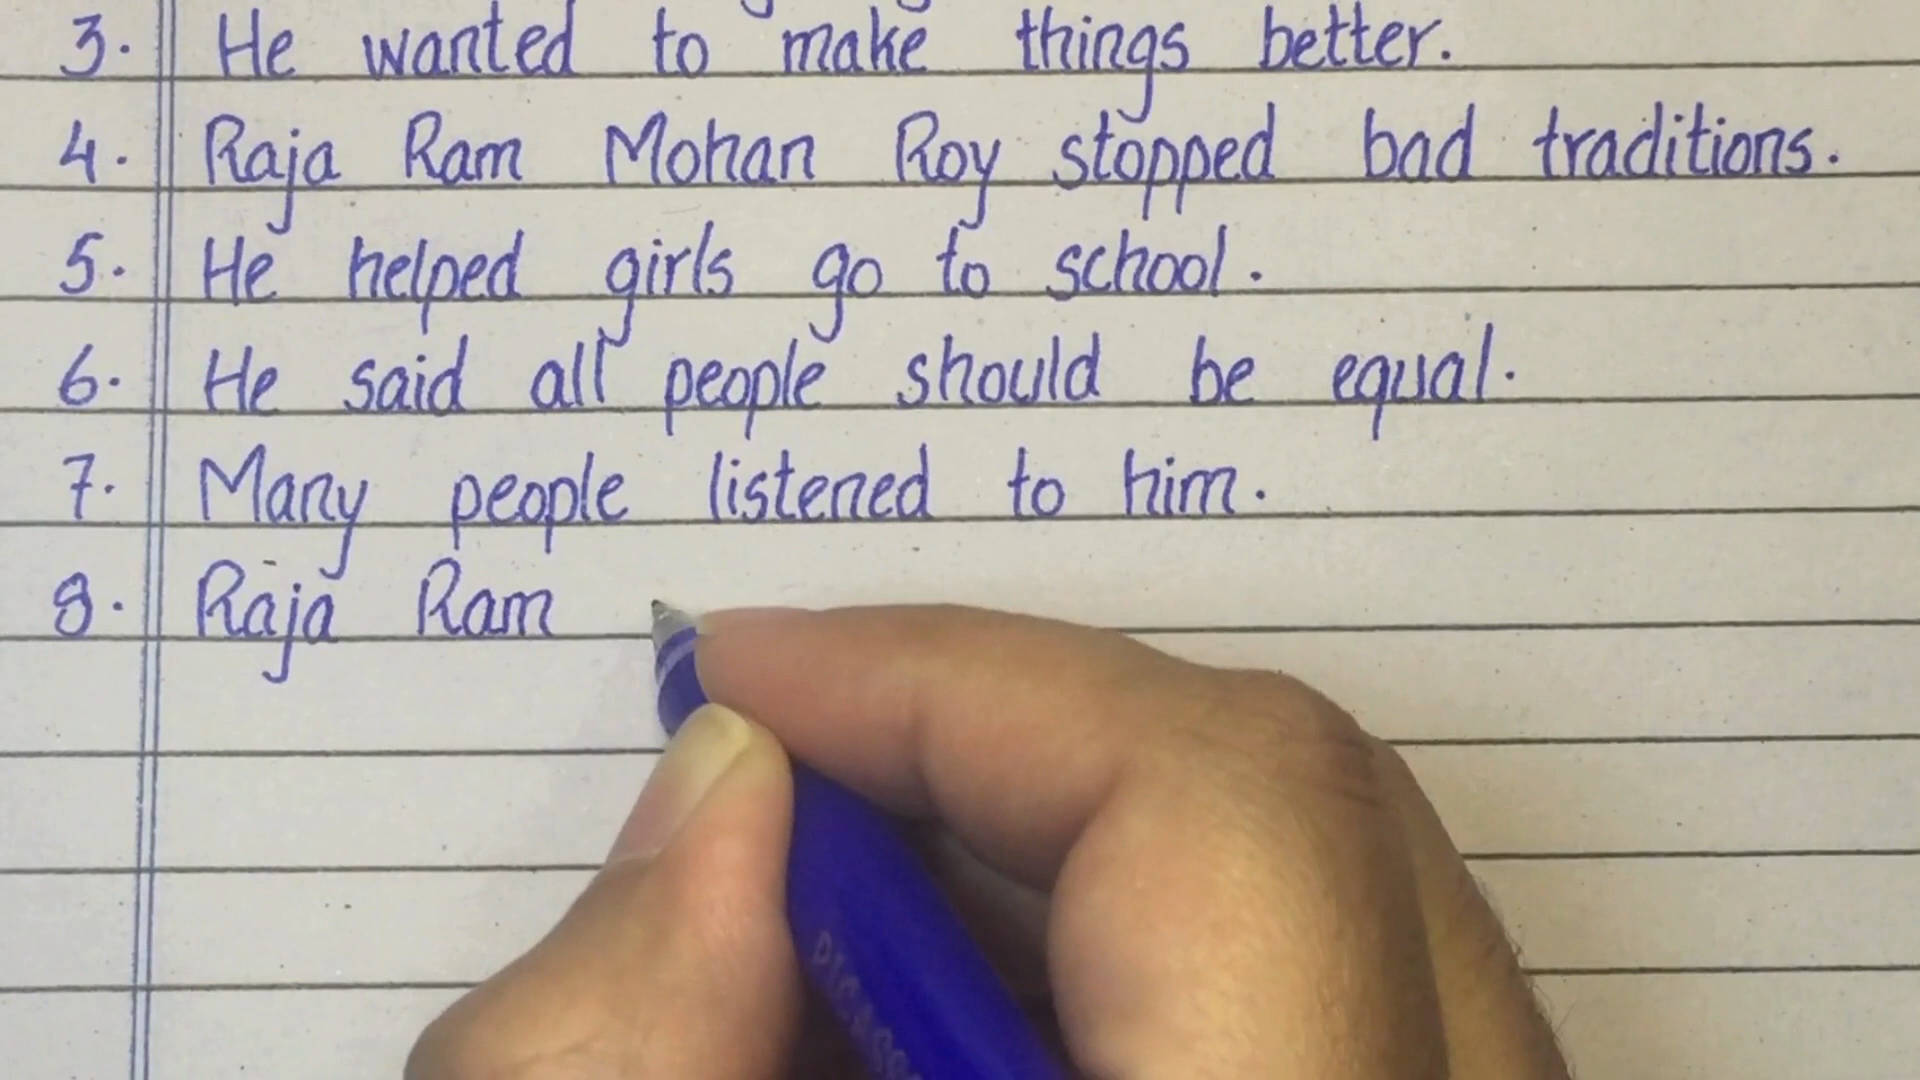 3. He wanted to make things better.
4. Raja Ram Mohan Roy stopped bad traditions.
5. He helped girls go to school.
6. He said all people should be equal.
7. Many people listened to him.
8. Raja Ram